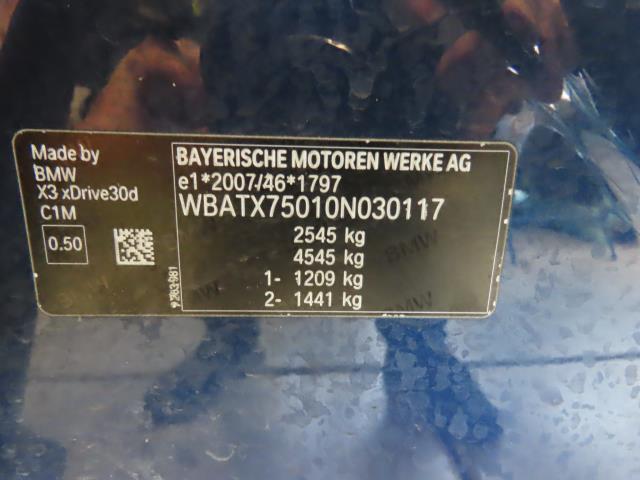 Made by
BMW
X3 xDrive30d
C1M
0.50
BAYERISCHE MOTOREN WERKE AG
e1*2007/46*1797
WBATX75010N030117
2545 kg
4545 kg
1- 1209 kg
2- 1441 kg
BMW